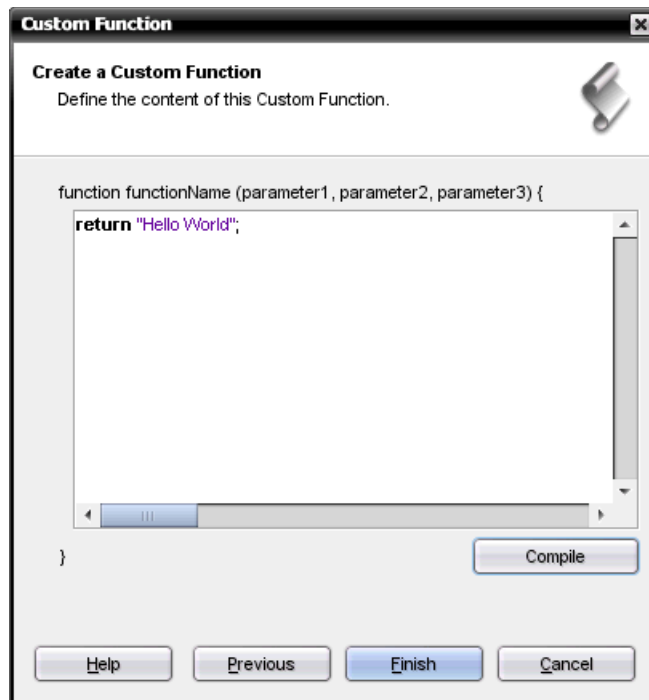 Custom Function
Create a Custom Function
Define the content of this Custom Function.
function functionName (parameter1, parameter2, parameter3) {
return "Hello World";
}
Compile
Help
Previous
Finish
Cancel